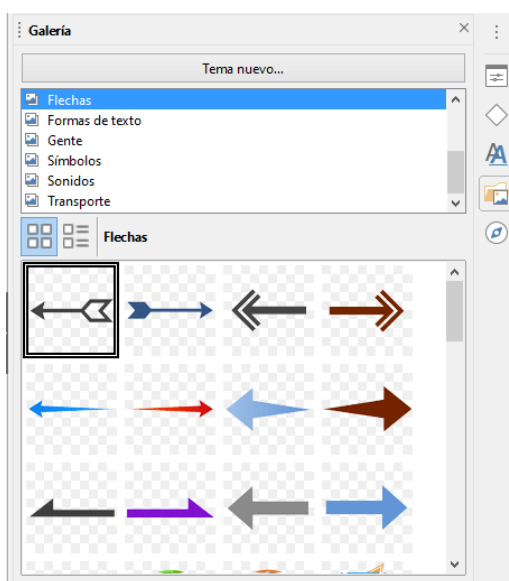 Galería
Tema nuevo...
Flechas
Formas de texto
Gente
Símbolos
Sonidos
Transporte
Flechas